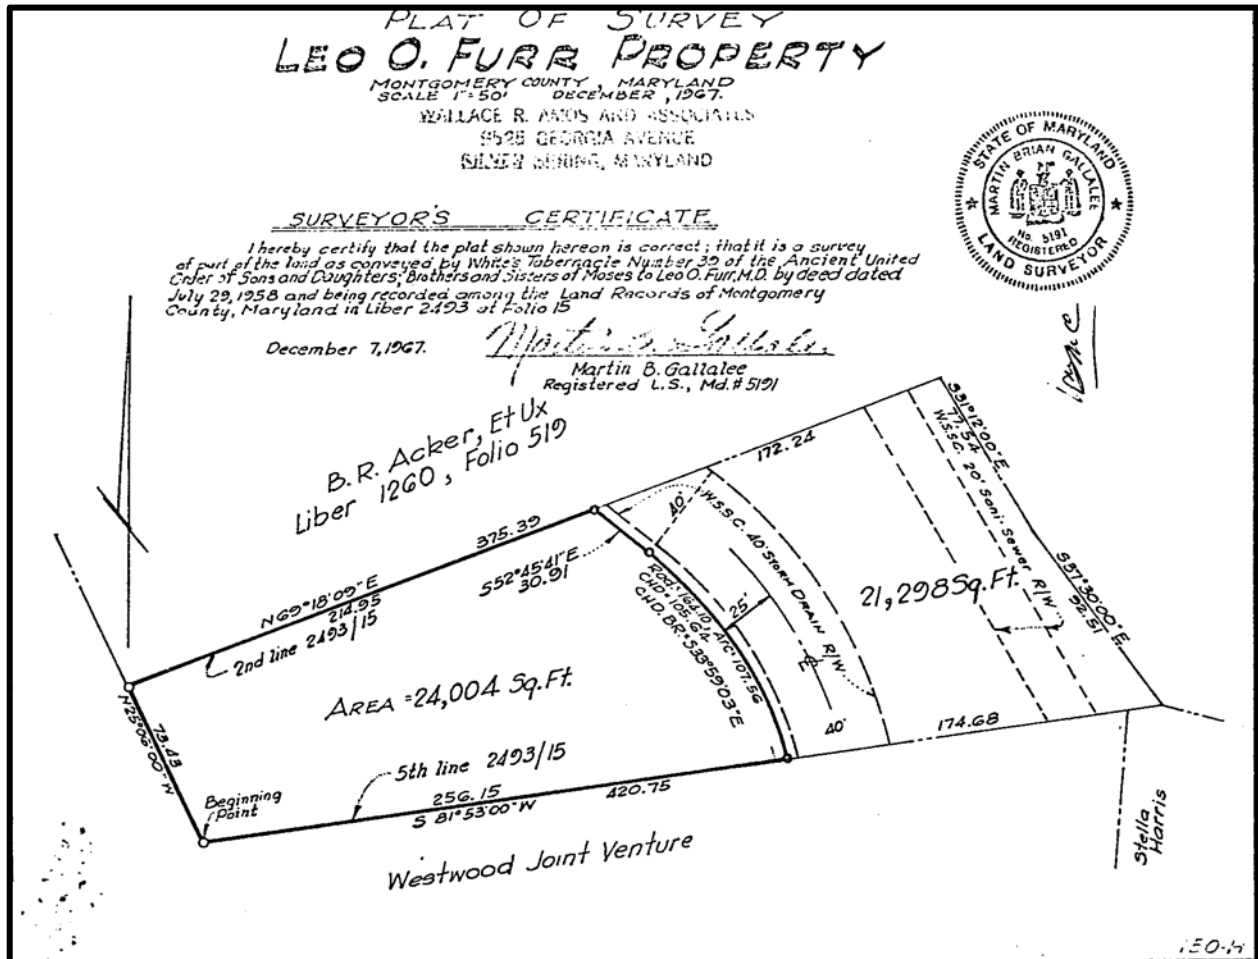 PLAT OF SURVEY
LEO O. FURR PROPERTY
MONTGOMERY COUNTY, MARYLAND
SCALE 1"=50' DECEMBER, 1967.
WALLACE R. AMOS AND ASSOCIATES
GEORGIA AVENUE
SILVER SPRING, MARYLAND
SURVEYOR'S CERTIFICATE
I hereby certify that the plat shown hereon is correct; that it is a survey
of part of the land as conveyed by White's Tabernacle Number 39 of the Ancient United
Order of Sons and Daughters, Brothers and Sisters of Moses to Leo O. Furr, M.D. by deed dated
July 29, 1958 and being recorded among the Land Records of Montgomery
County, Maryland in Liber 2493 at Folio 15
December 7, 1967.
Martin B. Gallalee
Martin B. Gallalee
Registered L.S., Md. # 5191
STATE OF MARYLAND
MARTIN BRIAN GALLALEE
No. 5191
REGISTERED
LAND SURVEYOR
B. R. Acker, Et Ux
Liber 1260, Folio 519
375.39
N69°18'09"E
214.95
2nd line 2493/15
S52°45'41"E
30.91
172.24
S31°12'00"E
77.54
W.S.S.C. 20' Sani. Sewer R/W
S37°30'00"E
92.51
40'
W.S.S.C. 40' STORM DRAIN R/W
Rad.=164.10, Arc=107.56
CHD=105.64
CHD. BR.=S33°59'03"E
25'
21,298 Sq.Ft.
AREA = 24,004 Sq.Ft.
73.43
N25°06'00"W
Beginning
Point
5th line 2493/15
256.15
420.75
S 81°53'00"W
40'
174.68
Westwood Joint Venture
Stella
Harris